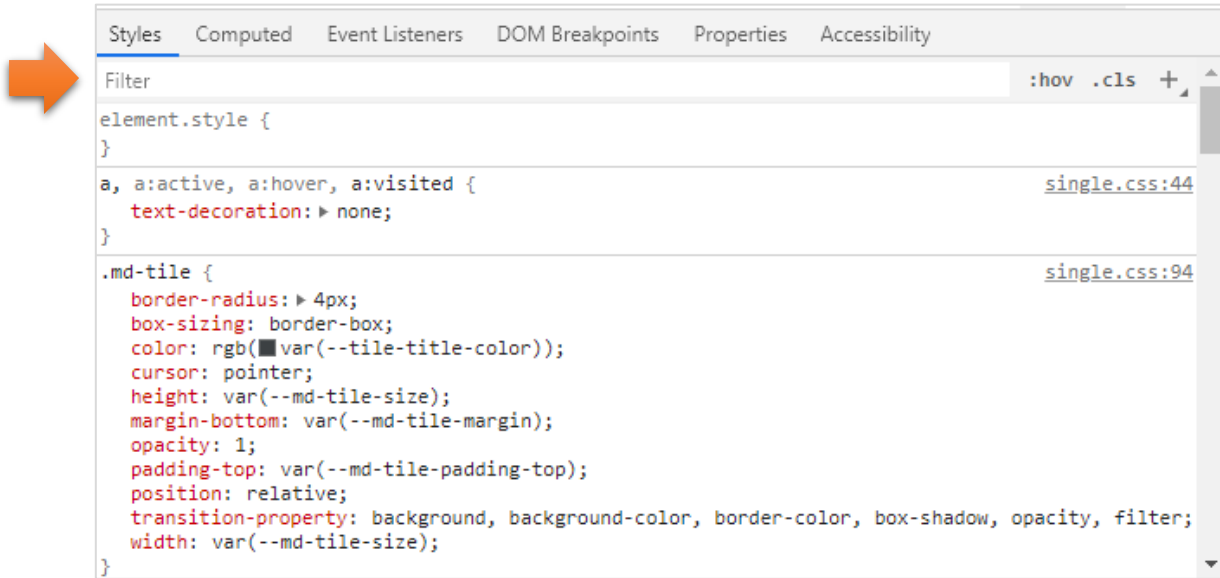 Styles Computed Event Listeners DOM Breakpoints Properties Accessibility
Filter :hov .cls +
element.style {
}
a, a:active, a:hover, a:visited { single.css:44
text-decoration: none;
}
.md-tile { single.css:94
border-radius: 4px;
box-sizing: border-box;
color: rgb(var(--tile-title-color));
cursor: pointer;
height: var(--md-tile-size);
margin-bottom: var(--md-tile-margin);
opacity: 1;
padding-top: var(--md-tile-padding-top);
position: relative;
transition-property: background, background-color, border-color, box-shadow, opacity, filter;
width: var(--md-tile-size);
}